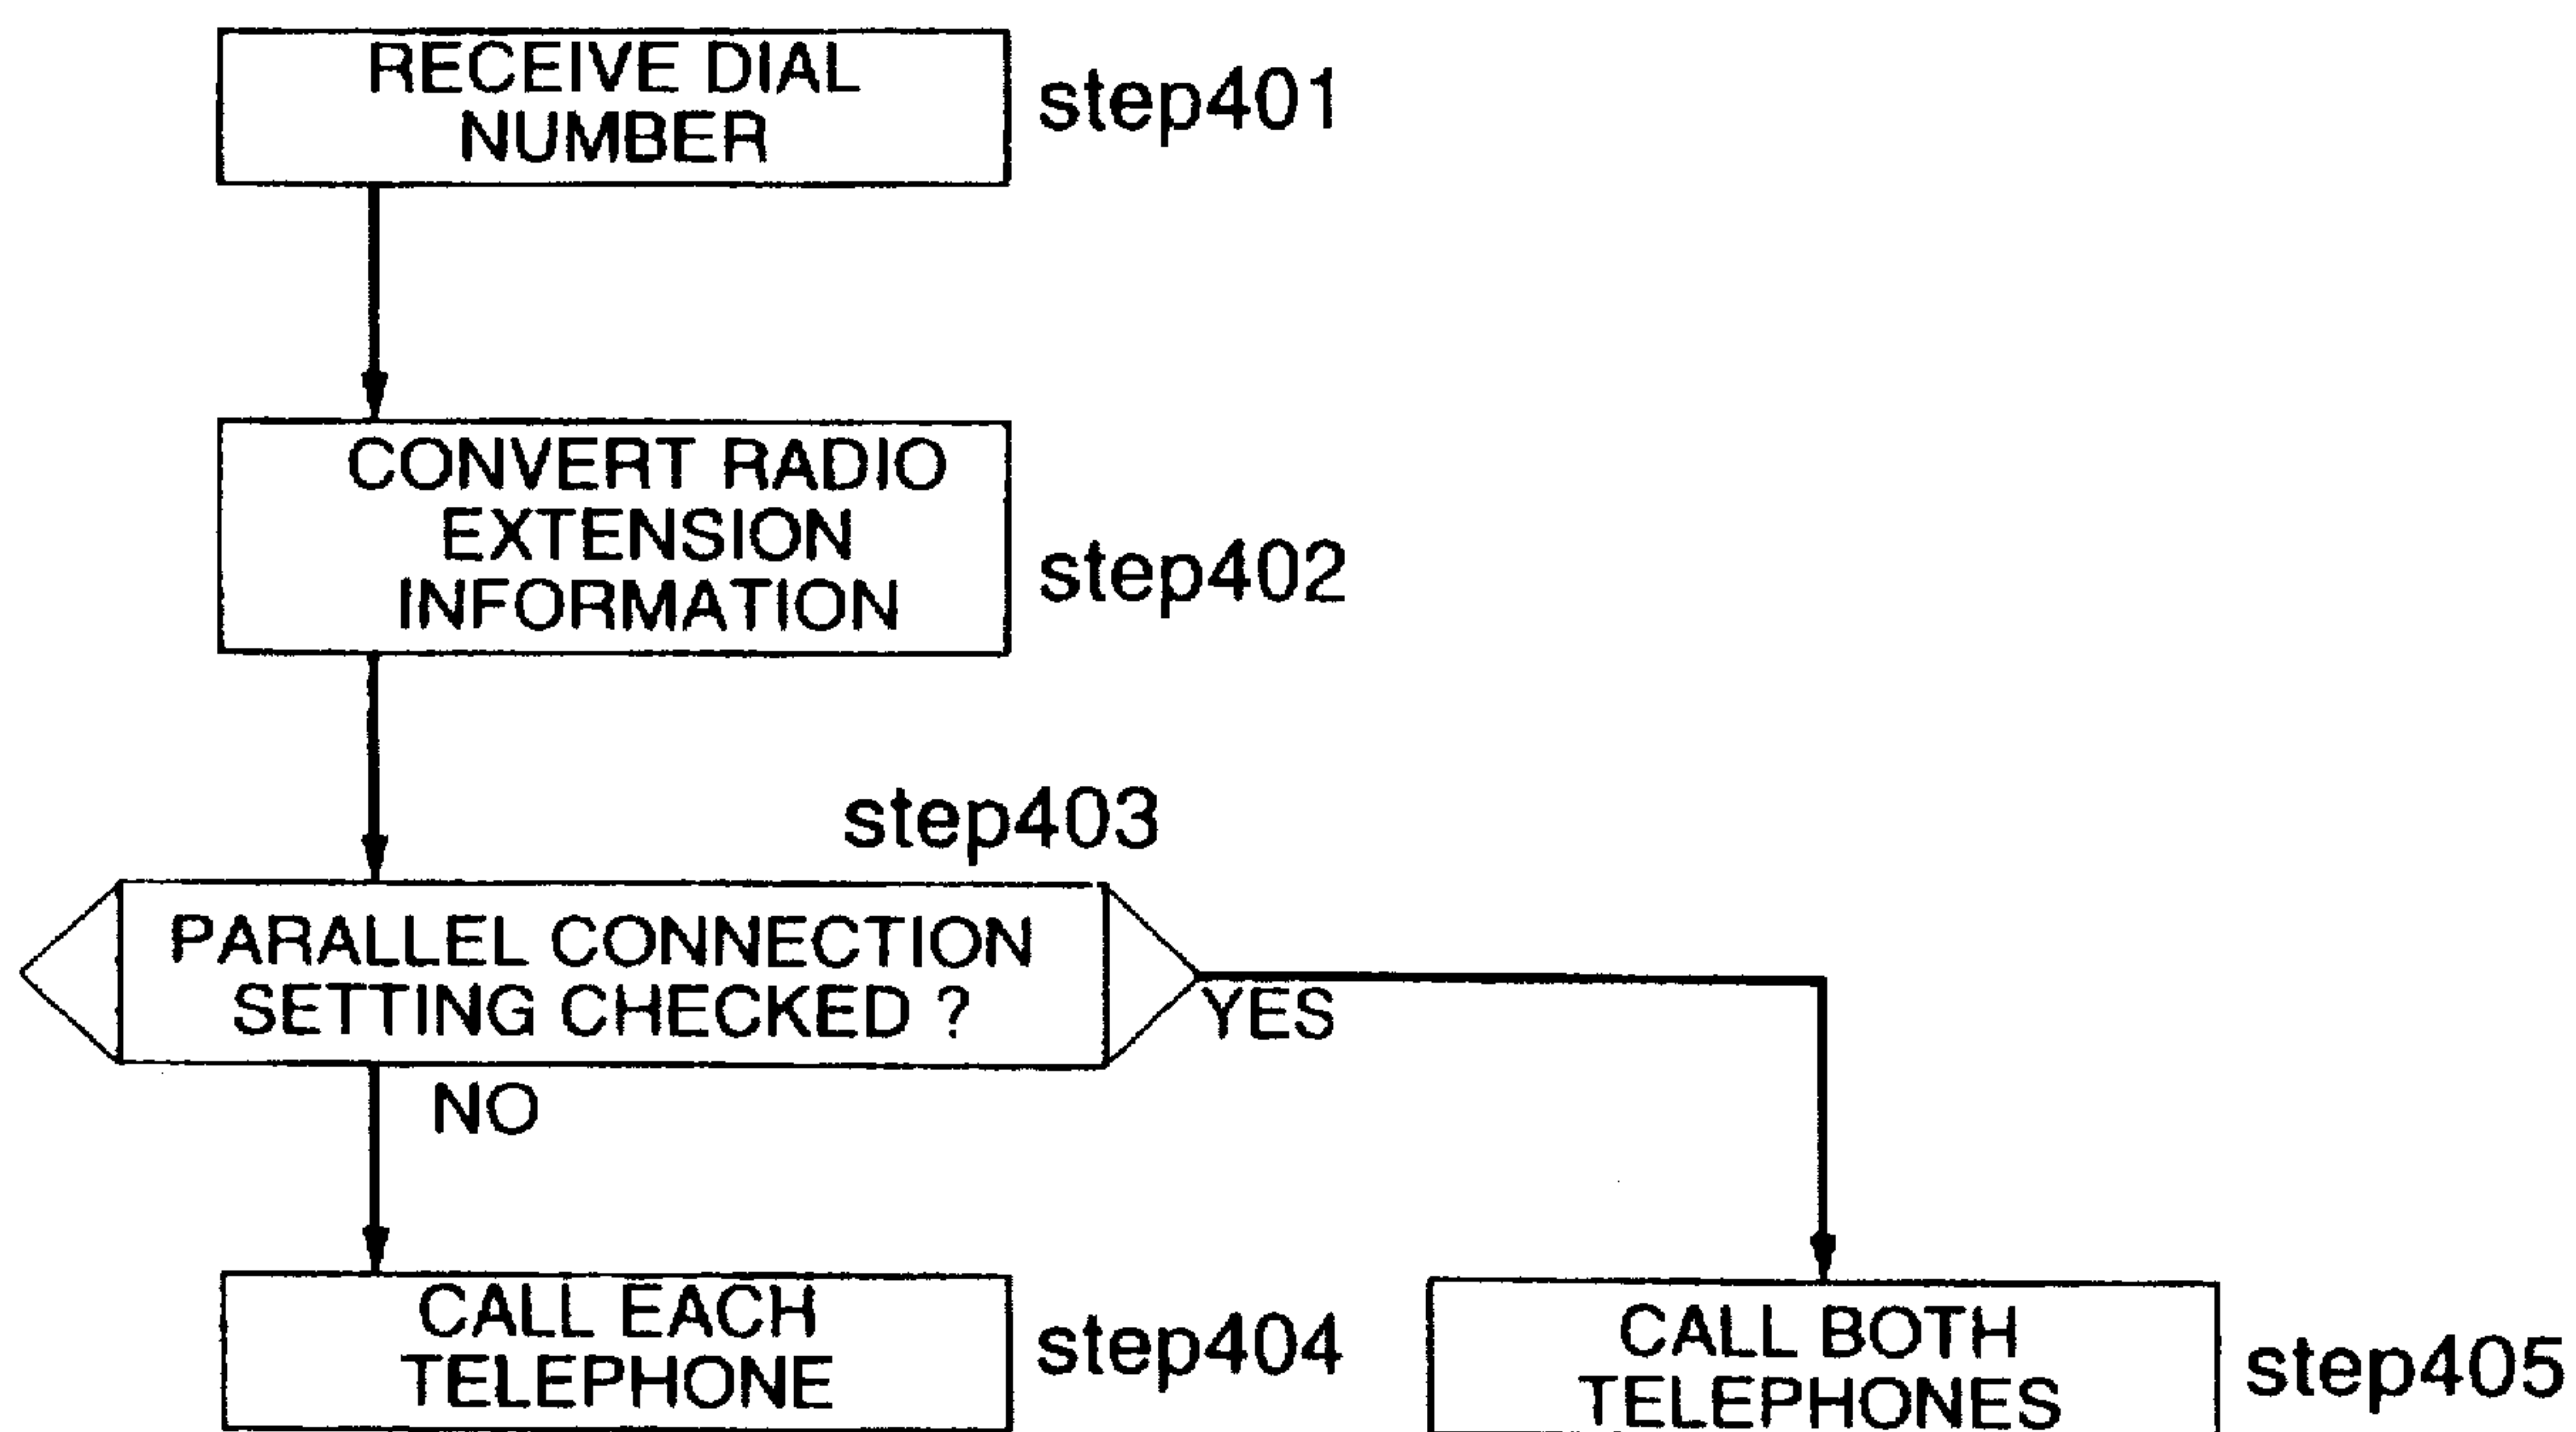 RECEIVE DIAL
NUMBER
step401
CONVERT RADIO
EXTENSION
INFORMATION
step402
step403
PARALLEL CONNECTION
SETTING CHECKED ?
YES
NO
CALL EACH
TELEPHONE
step404
CALL BOTH
TELEPHONES
step405